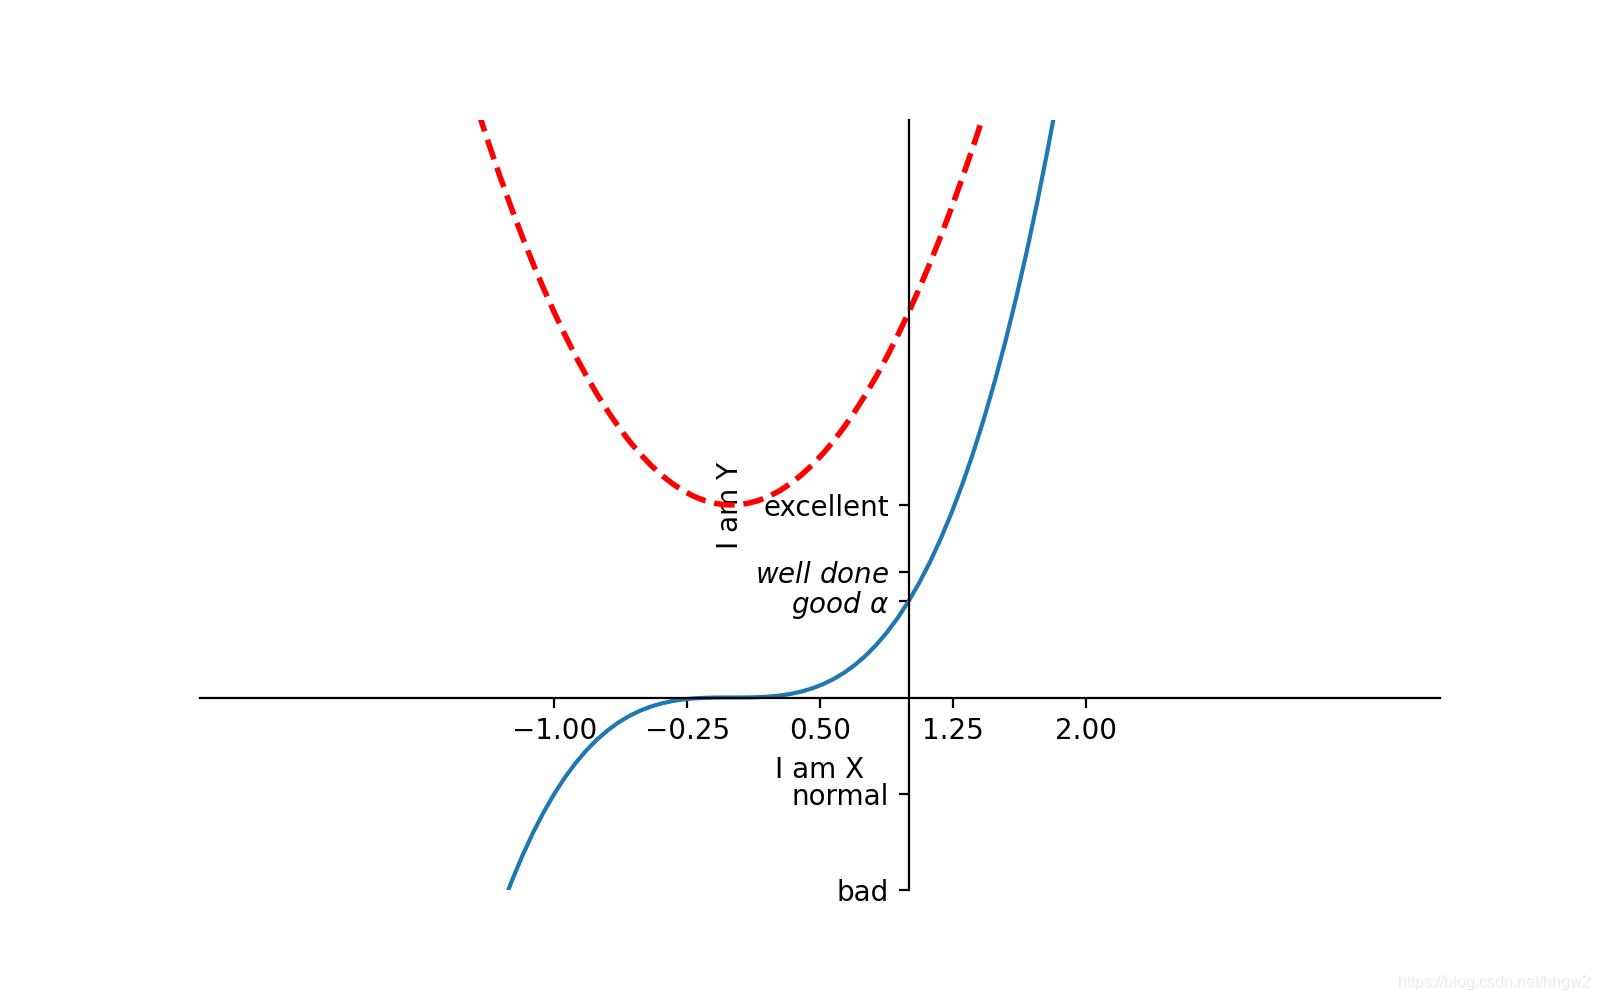 I am Y
excellent
well done
good α
−1.00 −0.25 0.50 1.25 2.00
I am X
normal
bad
https://blog.csdn.net/hhgw2